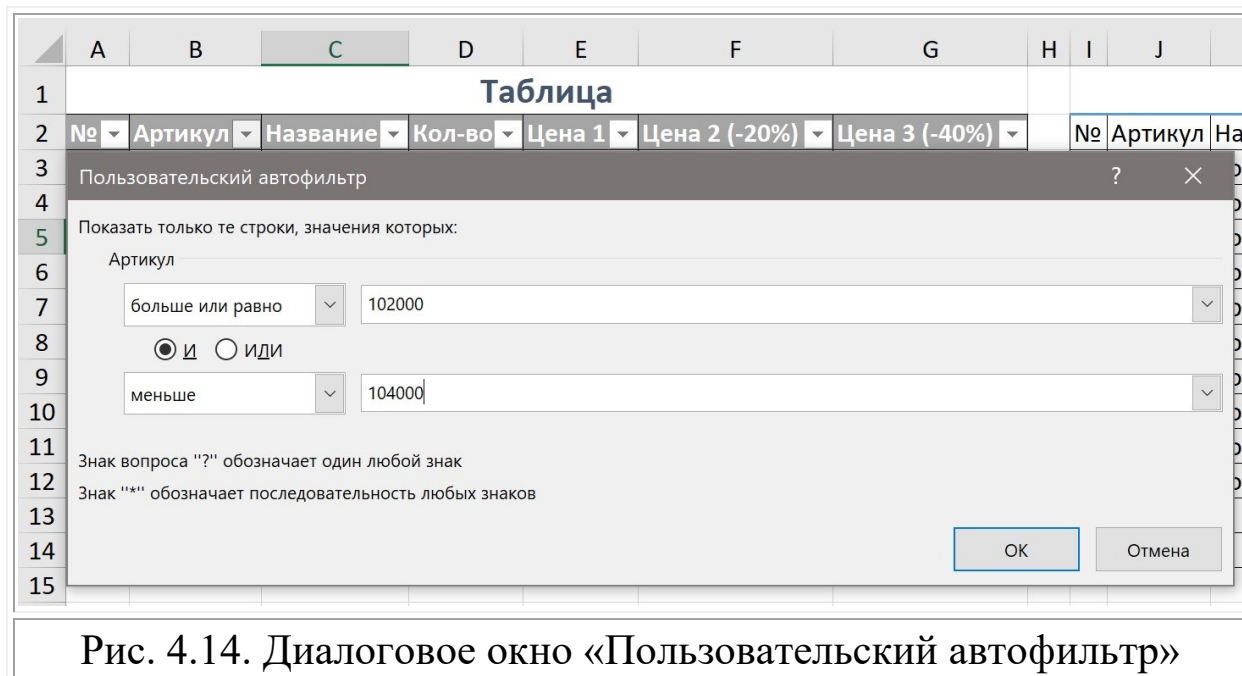 A B C D E F G H I J
1 Таблица
2 № Артикул Название Кол-во Цена 1 Цена 2 (-20%) Цена 3 (-40%) № Артикул На
3 Пользовательский автофильтр ? ×
4
5 Показать только те строки, значения которых:
6 Артикул
7 больше или равно 102000
8 И ИЛИ
9
10 меньше 104000
11 Знак вопроса "?" обозначает один любой знак
12 Знак "*" обозначает последовательность любых знаков
13
14 ОК Отмена
15
Рис. 4.14. Диалоговое окно «Пользовательский автофильтр»